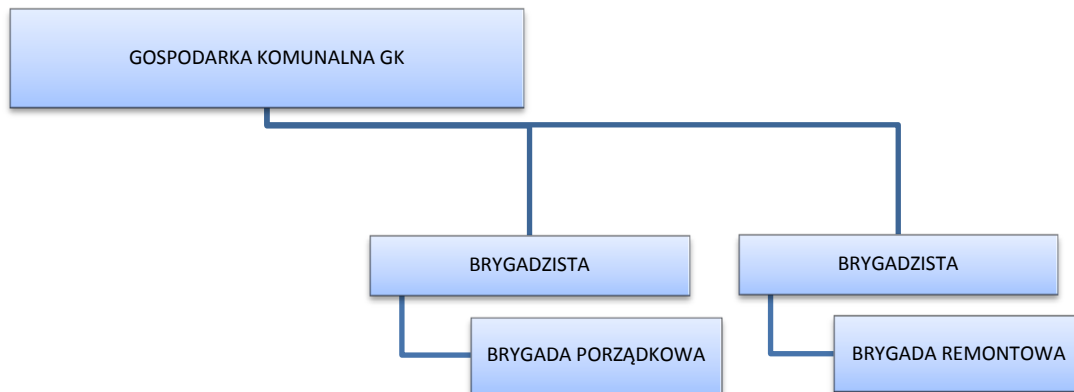 GOSPODARKA KOMUNALNA GK
BRYGADZISTA
BRYGADZISTA
BRYGADA PORZĄDKOWA
BRYGADA REMONTOWA